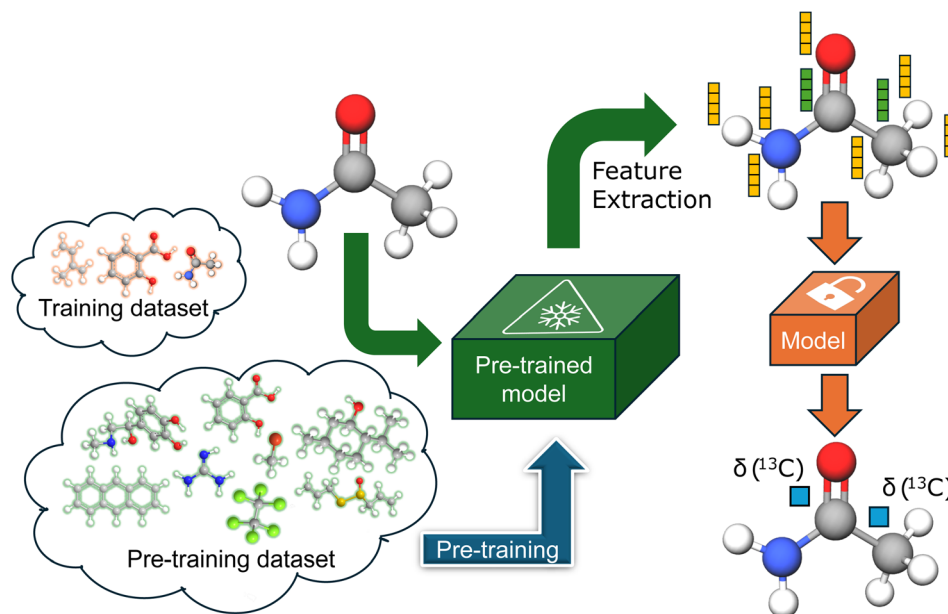 Feature
Extraction
Training dataset
Pre-trained
model
Model
δ (¹³C)
δ (¹³C)
Pre-training dataset
Pre-training